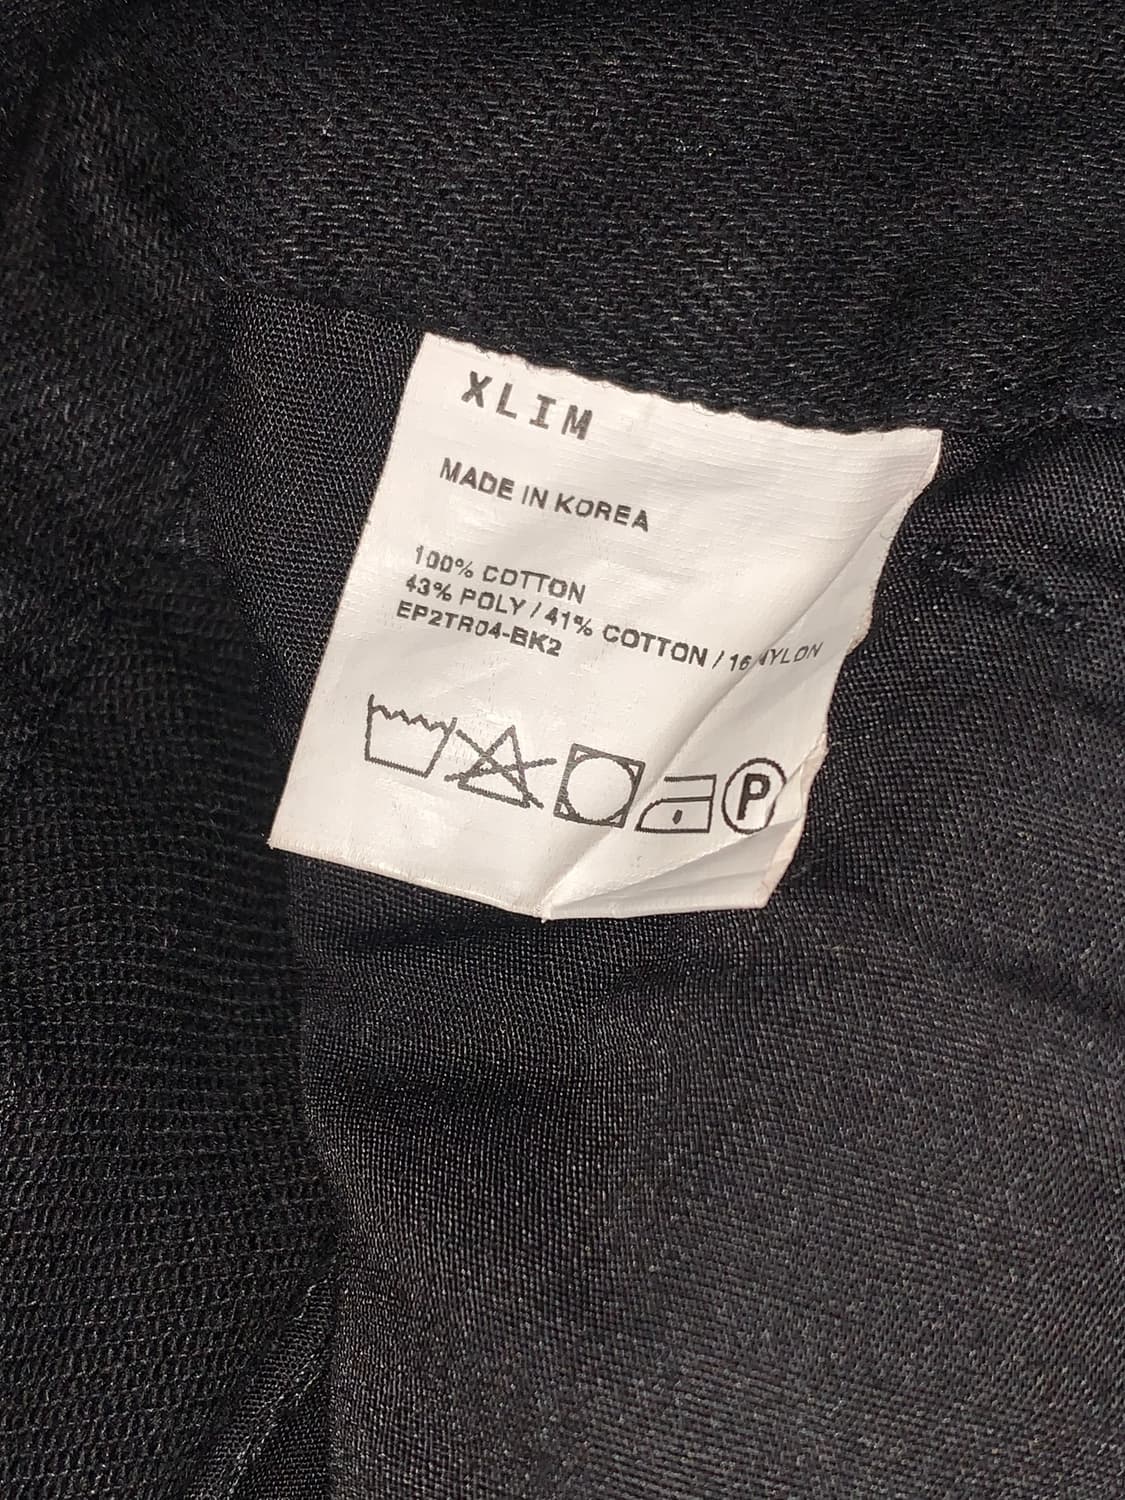 XLIM
MADE IN KOREA
100% COTTON
43% POLY / 41% COTTON / 16 NYLON
EP2TR04-BK2
P